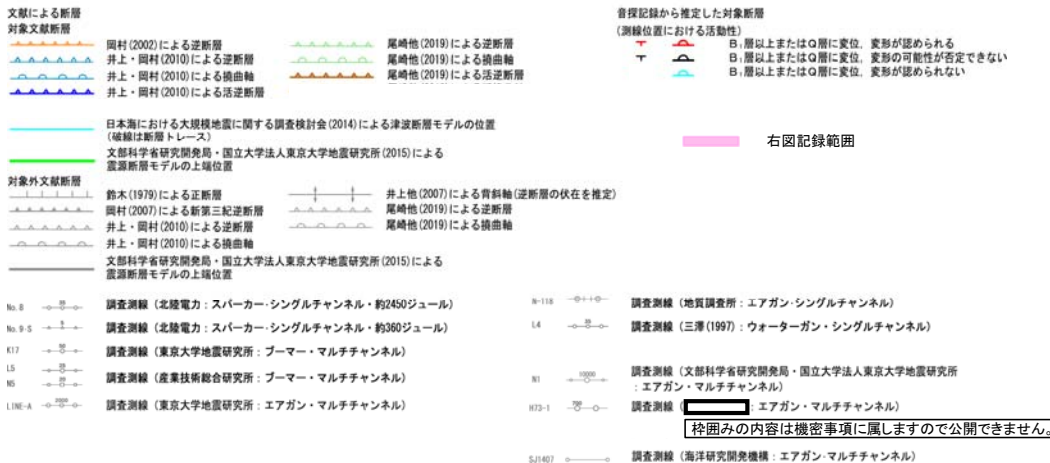 文献による断層
対象文献断層
岡村(2002)による逆断層
井上・岡村(2010)による逆断層
井上・岡村(2010)による撓曲軸
井上・岡村(2010)による活逆断層
尾崎他(2019)による逆断層
尾崎他(2019)による撓曲軸
尾崎他(2019)による活逆断層
日本海における大規模地震に関する調査検討会(2014)による津波断層モデルの位置
(破線は断層トレース)
文部科学省研究開発局・国立大学法人東京大学地震研究所(2015)による
震源断層モデルの上端位置
対象外文献断層
鈴木(1979)による正断層
岡村(2007)による新第三紀逆断層
井上・岡村(2010)による逆断層
井上・岡村(2010)による撓曲軸
井上他(2007)による背斜軸(逆断層の伏在を推定)
尾崎他(2019)による逆断層
尾崎他(2019)による撓曲軸
文部科学省研究開発局・国立大学法人東京大学地震研究所(2015)による
震源断層モデルの上端位置
音探記録から推定した対象断層
(測線位置における活動性)
B₁層以上またはQ層に変位，変形が認められる
B₁層以上またはQ層に変位，変形の可能性が否定できない
B₁層以上またはQ層に変位，変形が認められない
右図記録範囲
No.8 調査測線（北陸電力：スパーカー・シングルチャンネル・約2450ジュール）
No.9-S 調査測線（北陸電力：スパーカー・シングルチャンネル・約360ジュール）
K17 調査測線（東京大学地震研究所：ブーマー・マルチチャンネル）
L5
N5 調査測線（産業技術総合研究所：ブーマー・マルチチャンネル）
LINE-A 2000 調査測線（東京大学地震研究所：エアガン・マルチチャンネル）
N-118 調査測線（地質調査所：エアガン・シングルチャンネル）
L4 調査測線（三澤(1997)：ウォーターガン・シングルチャンネル）
N1 10000 調査測線（文部科学省研究開発局・国立大学法人東京大学地震研究所
：エアガン・マルチチャンネル）
H73-1 700 調査測線（ ：エアガン・マルチチャンネル）
枠囲みの内容は機密事項に属しますので公開できません。
SJ1407 調査測線（海洋研究開発機構：エアガン・マルチチャンネル）